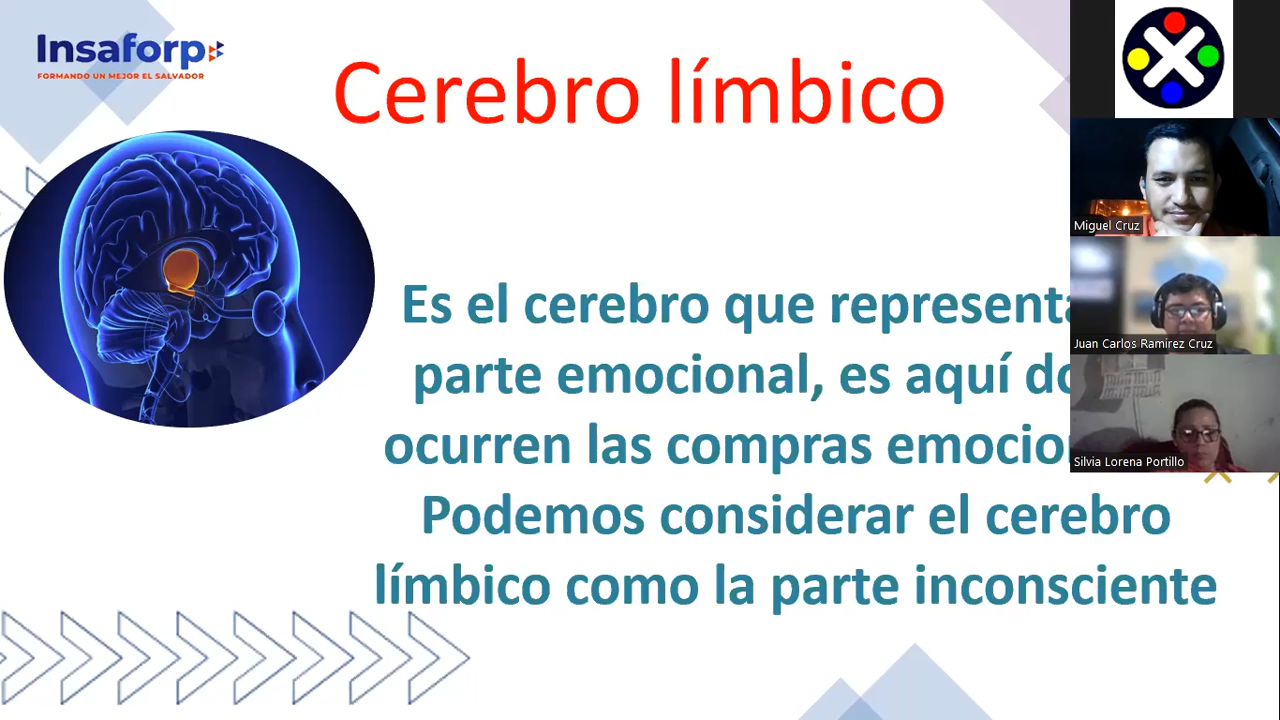 Insaforp
FORMANDO UN MEJOR EL SALVADOR
Cerebro límbico
Es el cerebro que representa
parte emocional, es aquí do
ocurren las compras emocio
Podemos considerar el cerebro
límbico como la parte inconsciente
Miguel Cruz
Juan Carlos Ramirez Cruz
Silvia Lorena Portillo